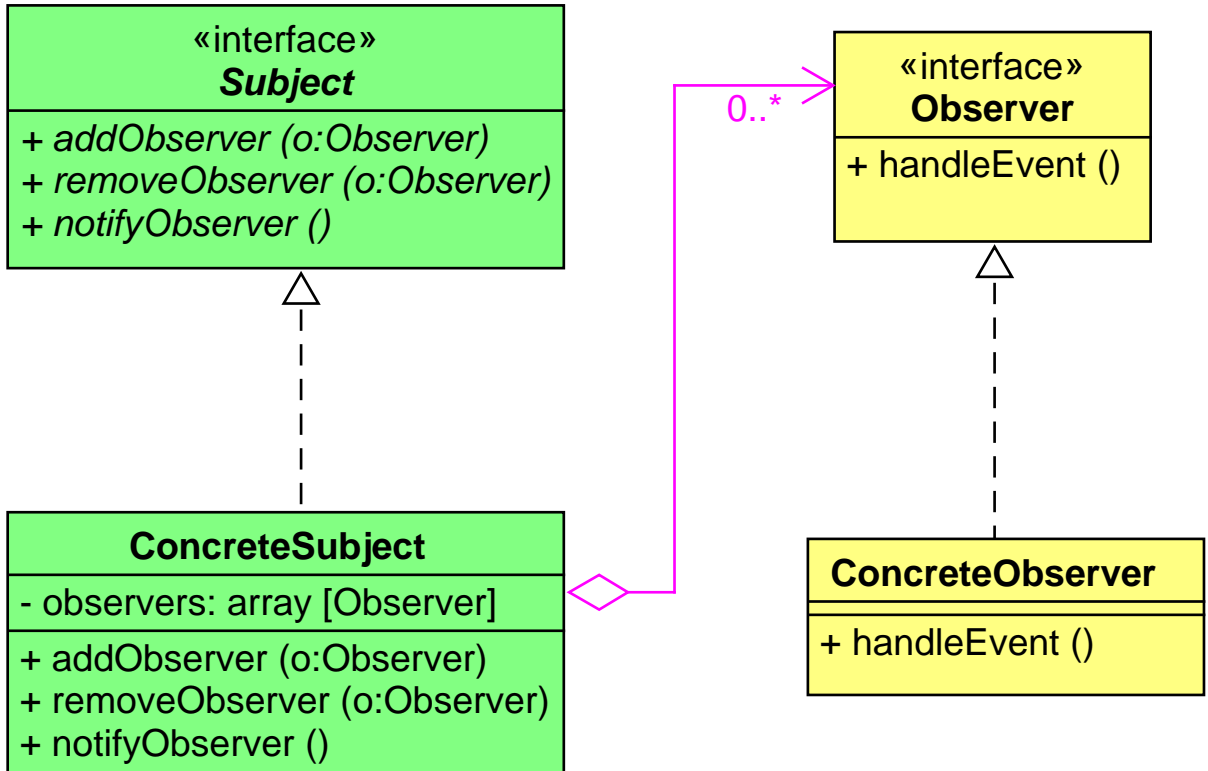 «interface»
Subject
+ addObserver (o:Observer)
+ removeObserver (o:Observer)
+ notifyObserver ()
0..*
«interface»
Observer
+ handleEvent ()
ConcreteSubject
- observers: array [Observer]
+ addObserver (o:Observer)
+ removeObserver (o:Observer)
+ notifyObserver ()
ConcreteObserver
+ handleEvent ()